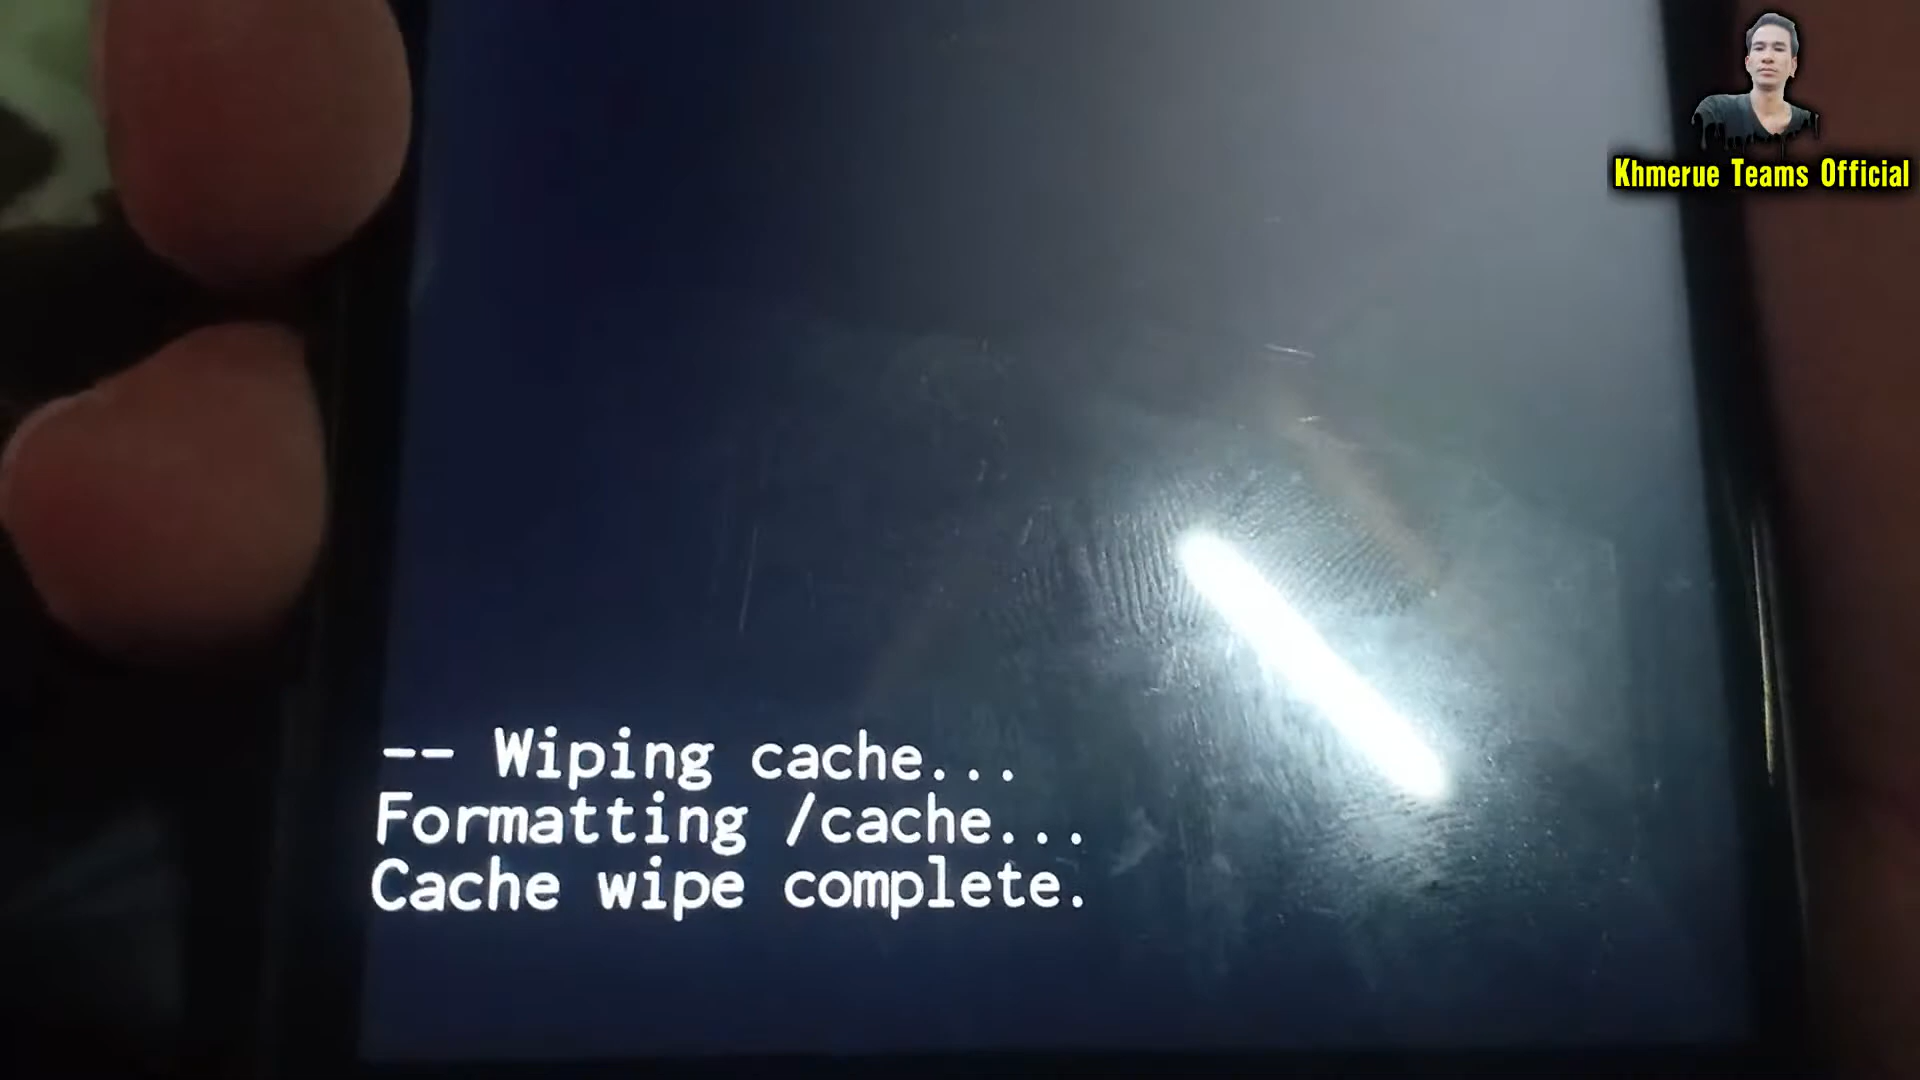 Khmerue Teams Official
-- Wiping cache...
Formatting /cache...
Cache wipe complete.